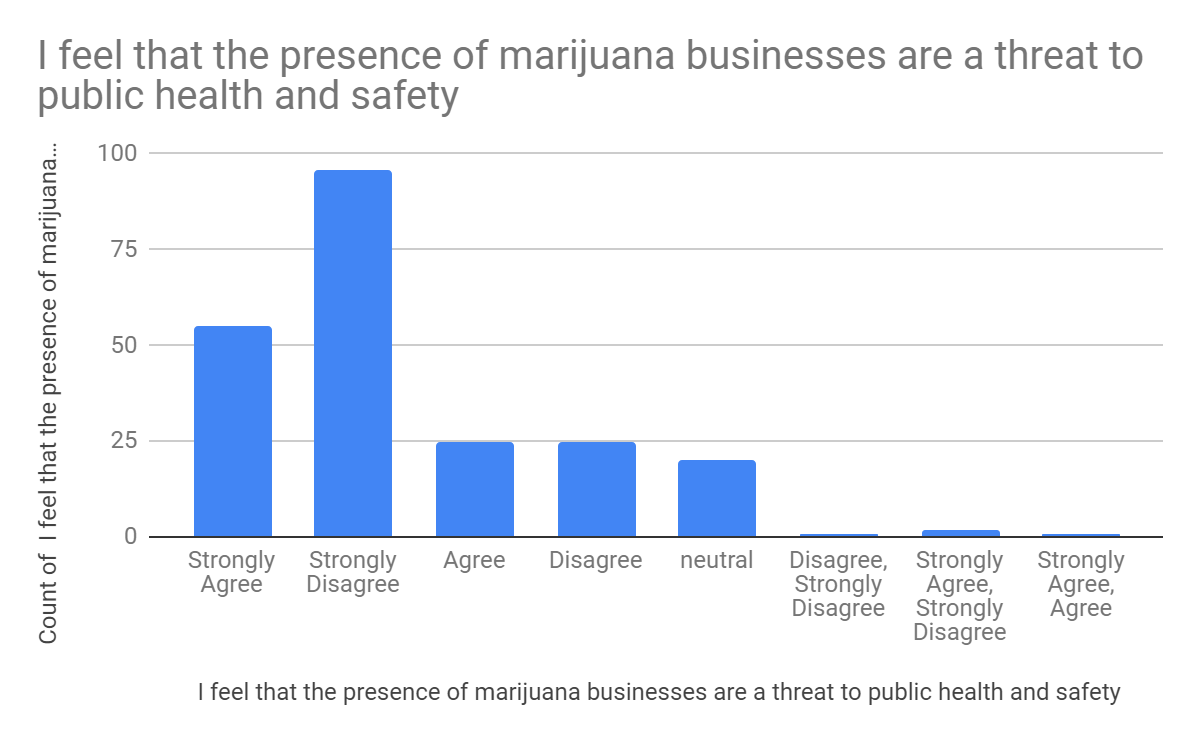 I feel that the presence of marijuana businesses are a threat to
public health and safety
Count of  I feel that the presence of marijuana...
100
75
50
25
0
Strongly
Agree
Strongly
Disagree
Agree
Disagree
neutral
Disagree,
Strongly
Disagree
Strongly
Agree,
Strongly
Disagree
Strongly
Agree,
Agree
I feel that the presence of marijuana businesses are a threat to public health and safety